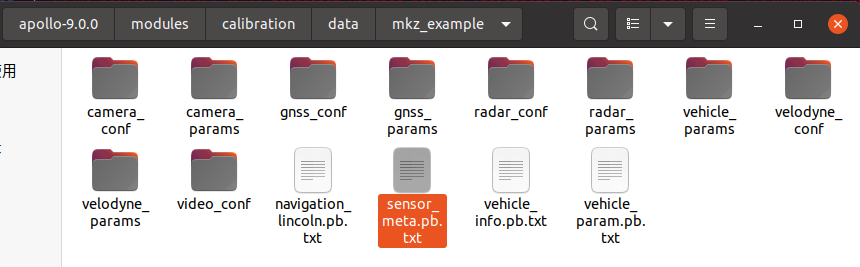 apollo-9.0.0 modules calibration data mkz_example
使用
camera_conf camera_params gnss_conf gnss_params radar_conf radar_params vehicle_params velodyne_conf
velodyne_params video_conf navigation_lincoln.pb.txt sensor_meta.pb.txt vehicle_info.pb.txt vehicle_param.pb.txt